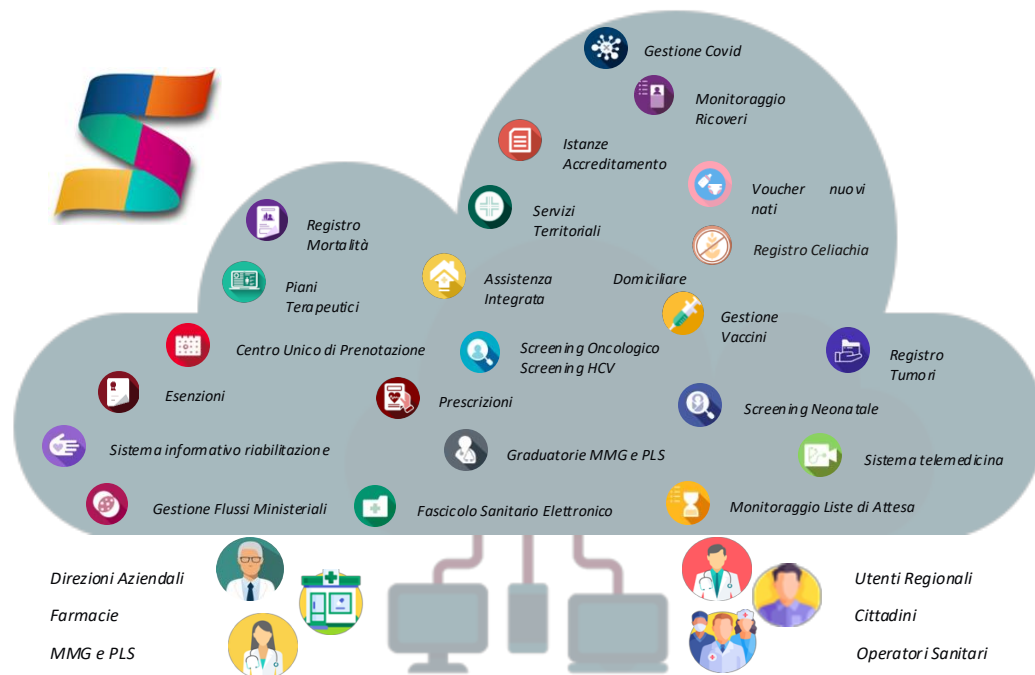 Gestione Covid
Monitoraggio
Ricoveri
Istanze
Accreditamento
Voucher nuovi
nati
Servizi
Territoriali
Registro
Mortalità
Registro Celiachia
Assistenza Domiciliare
Integrata
Piani
Terapeutici
Gestione
Vaccini
Centro Unico di Prenotazione
Screening Oncologico
Screening HCV
Registro
Tumori
Esenzioni
Prescrizioni
Screening Neonatale
Sistema informativo riabilitazione
Graduatorie MMG e PLS
Sistema telemedicina
Gestione Flussi Ministeriali
Fascicolo Sanitario Elettronico
Monitoraggio Liste di Attesa
Direzioni Aziendali
Farmacie
MMG e PLS
Utenti Regionali
Cittadini
Operatori Sanitari